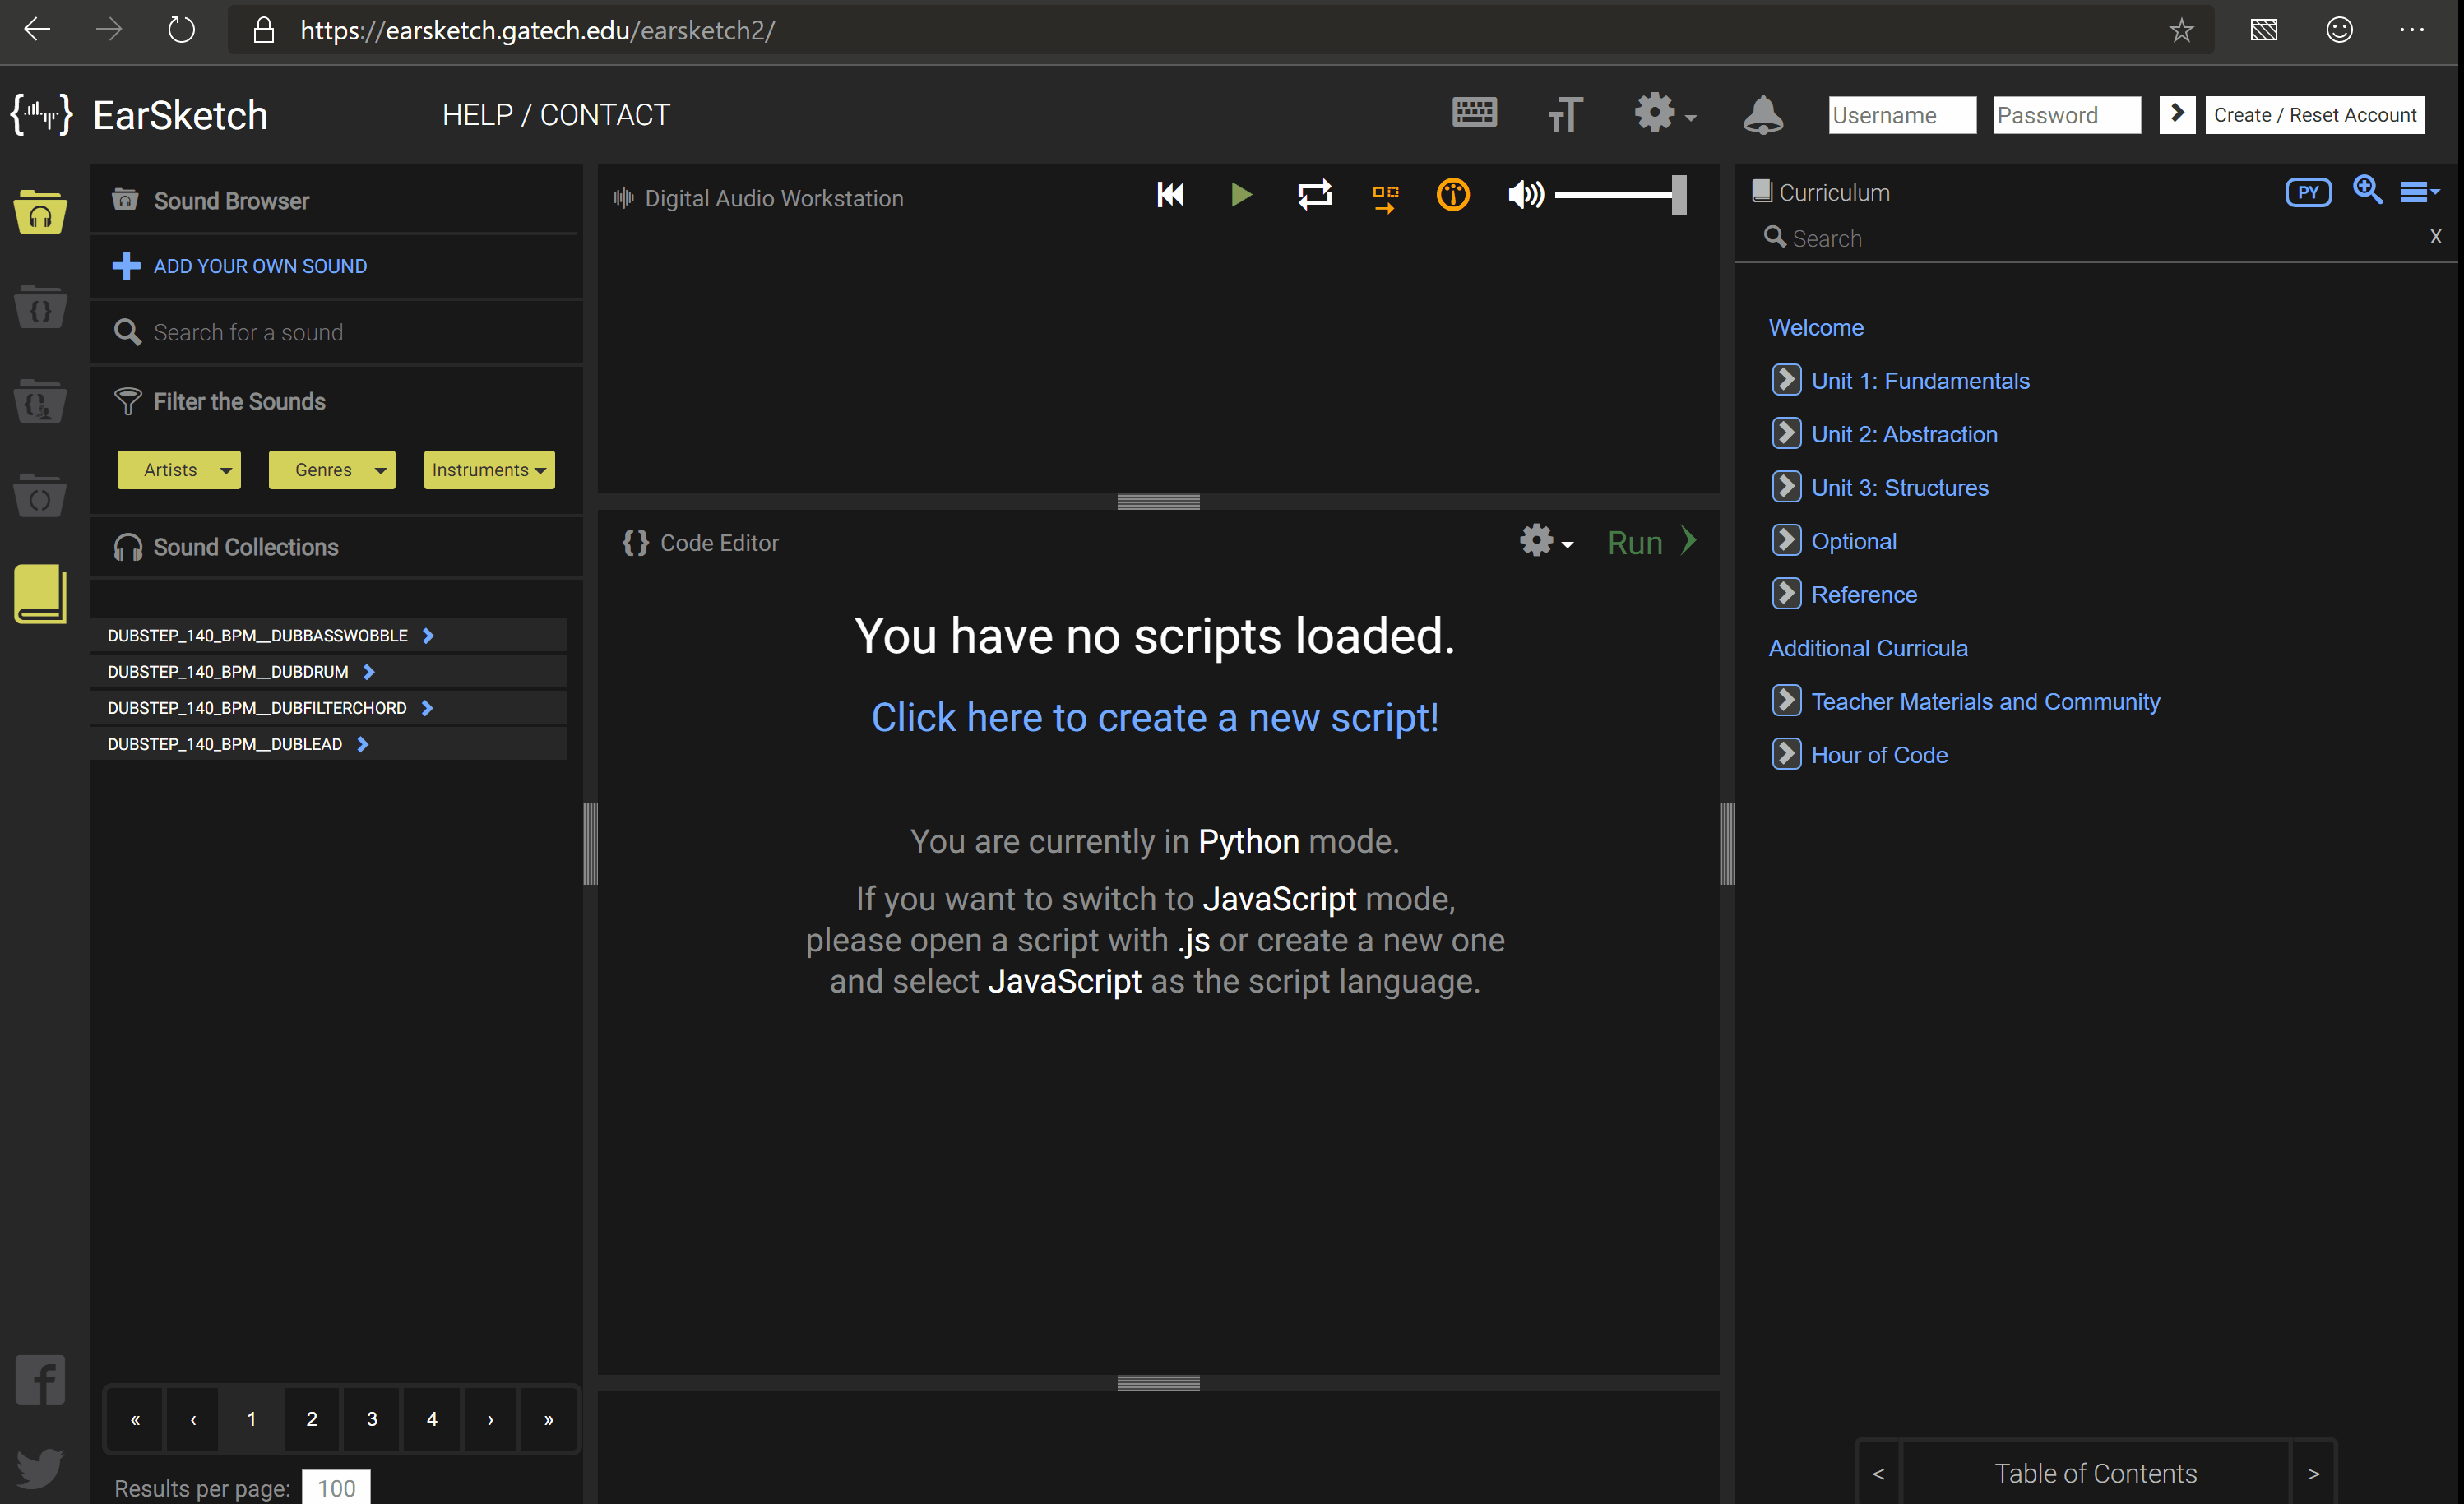 https://earsketch.gatech.edu/earsketch2/
EarSketch
HELP / CONTACT
Username
Password
Create / Reset Account
Sound Browser
ADD YOUR OWN SOUND
Search for a sound
Filter the Sounds
Artists
Genres
Instruments
Sound Collections
DUBSTEP_140_BPM__DUBBASSWOBBLE
DUBSTEP_140_BPM__DUBDRUM
DUBSTEP_140_BPM__DUBFILTERCHORD
DUBSTEP_140_BPM__DUBLEAD
« ‹ 1 2 3 4 › »
Results per page: 100
Digital Audio Workstation
{} Code Editor
Run
You have no scripts loaded.
Click here to create a new script!
You are currently in Python mode.
If you want to switch to JavaScript mode,
please open a script with .js or create a new one
and select JavaScript as the script language.
Curriculum
PY
Search
X
Welcome
Unit 1: Fundamentals
Unit 2: Abstraction
Unit 3: Structures
Optional
Reference
Additional Curricula
Teacher Materials and Community
Hour of Code
< Table of Contents >